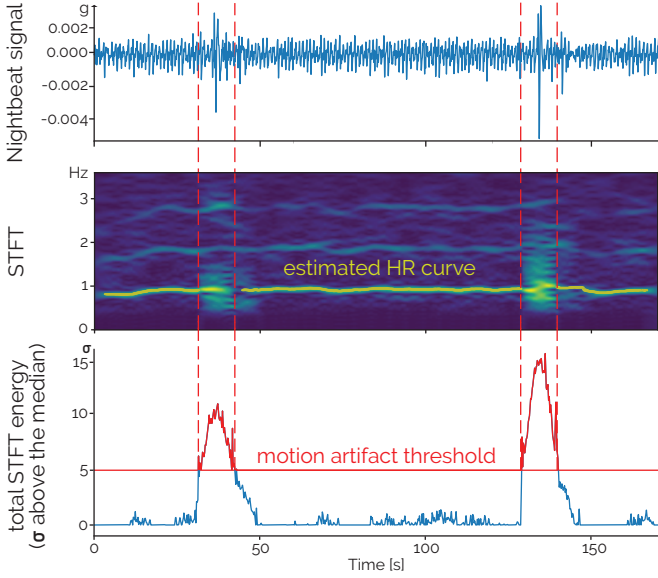 g
0.002
0.000
-0.002
-0.004
Nightbeat signal
Hz
3
2
1
0
STFT
estimated HR curve
σ
15
10
5
0
total STFT energy
(σ above the median)
motion artifact threshold
0
50
100
150
Time [s]